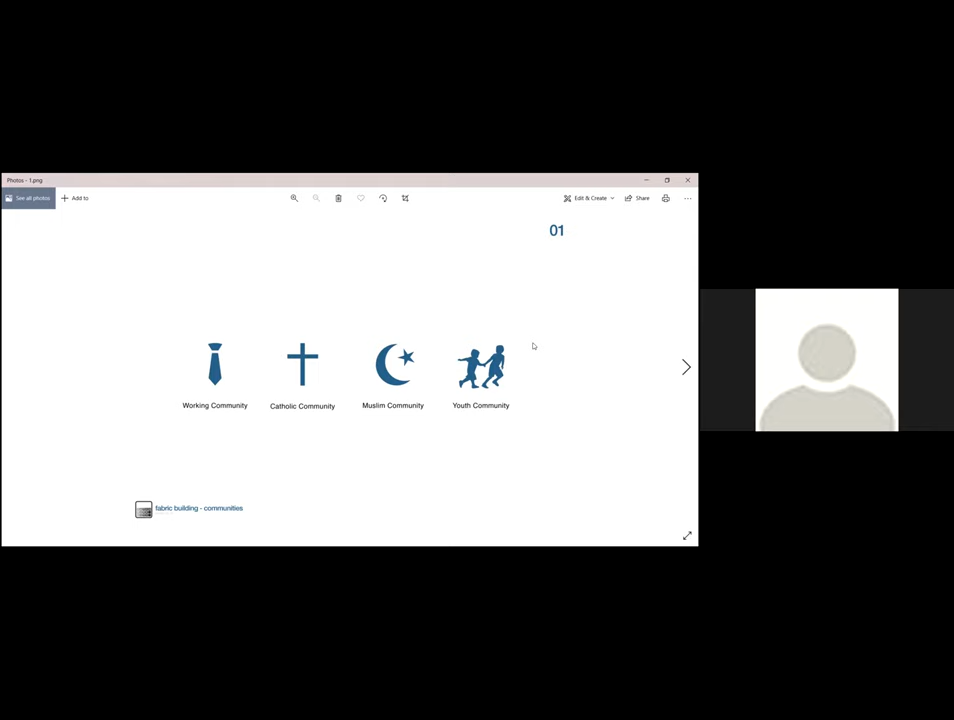 Photos - 1.png
See all photos
Add to
Edit & Create
Share
01
Working Community
Catholic Community
Muslim Community
Youth Community
fabric building - communities